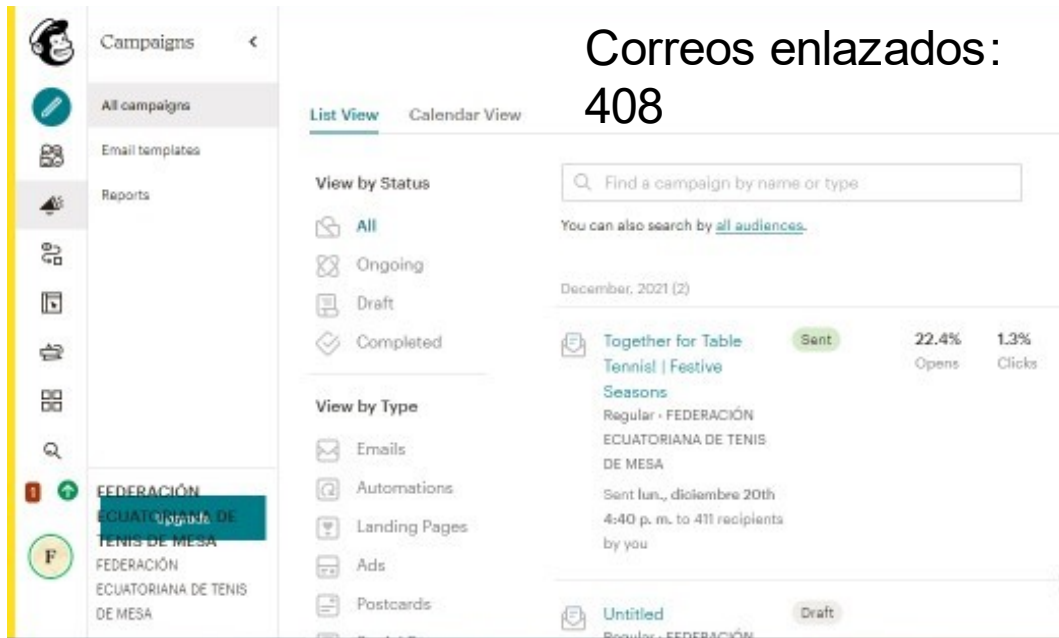 Campaigns
All campaigns
Email templates
Reports
FEDERACIÓN
ECUATORIANA DE
TENIS DE MESA
Upgrade
F
1
FEDERACIÓN
ECUATORIANA DE TENIS
DE MESA
Correos enlazados:
408
List View Calendar View
View by Status
All
Ongoing
Draft
Completed
View by Type
Emails
Automations
Landing Pages
Ads
Postcards
Find a campaign by name or type
You can also search by all audiences.
December, 2021 (2)
Together for Table
Tennis! | Festive
Seasons
Regular · FEDERACIÓN
ECUATORIANA DE TENIS
DE MESA
Sent lun., diciembre 20th
4:40 p. m. to 411 recipients
by you
Sent
22.4%
Opens
1.3%
Clicks
Untitled
Draft
Regular · FEDERACIÓN